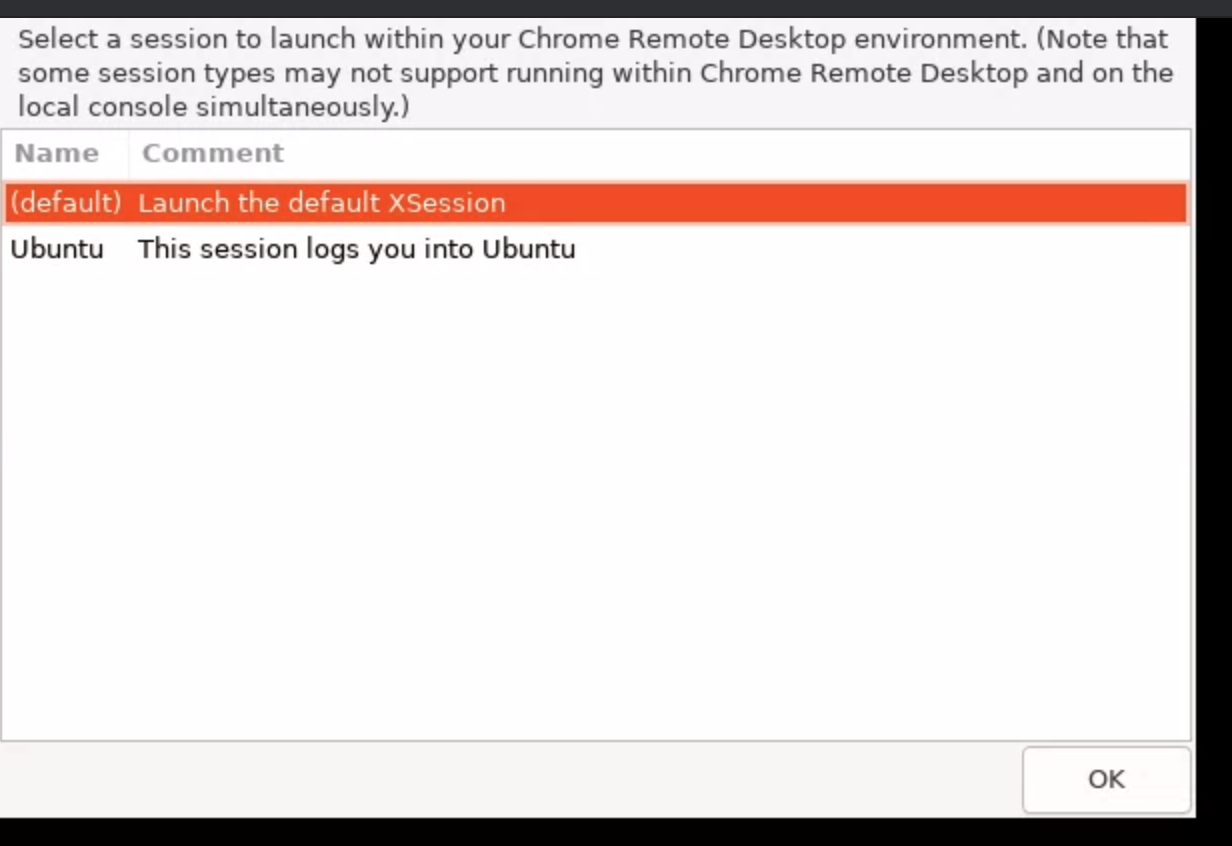 Select a session to launch within your Chrome Remote Desktop environment. (Note that
some session types may not support running within Chrome Remote Desktop and on the
local console simultaneously.)
Name Comment
(default) Launch the default XSession
Ubuntu This session logs you into Ubuntu
OK